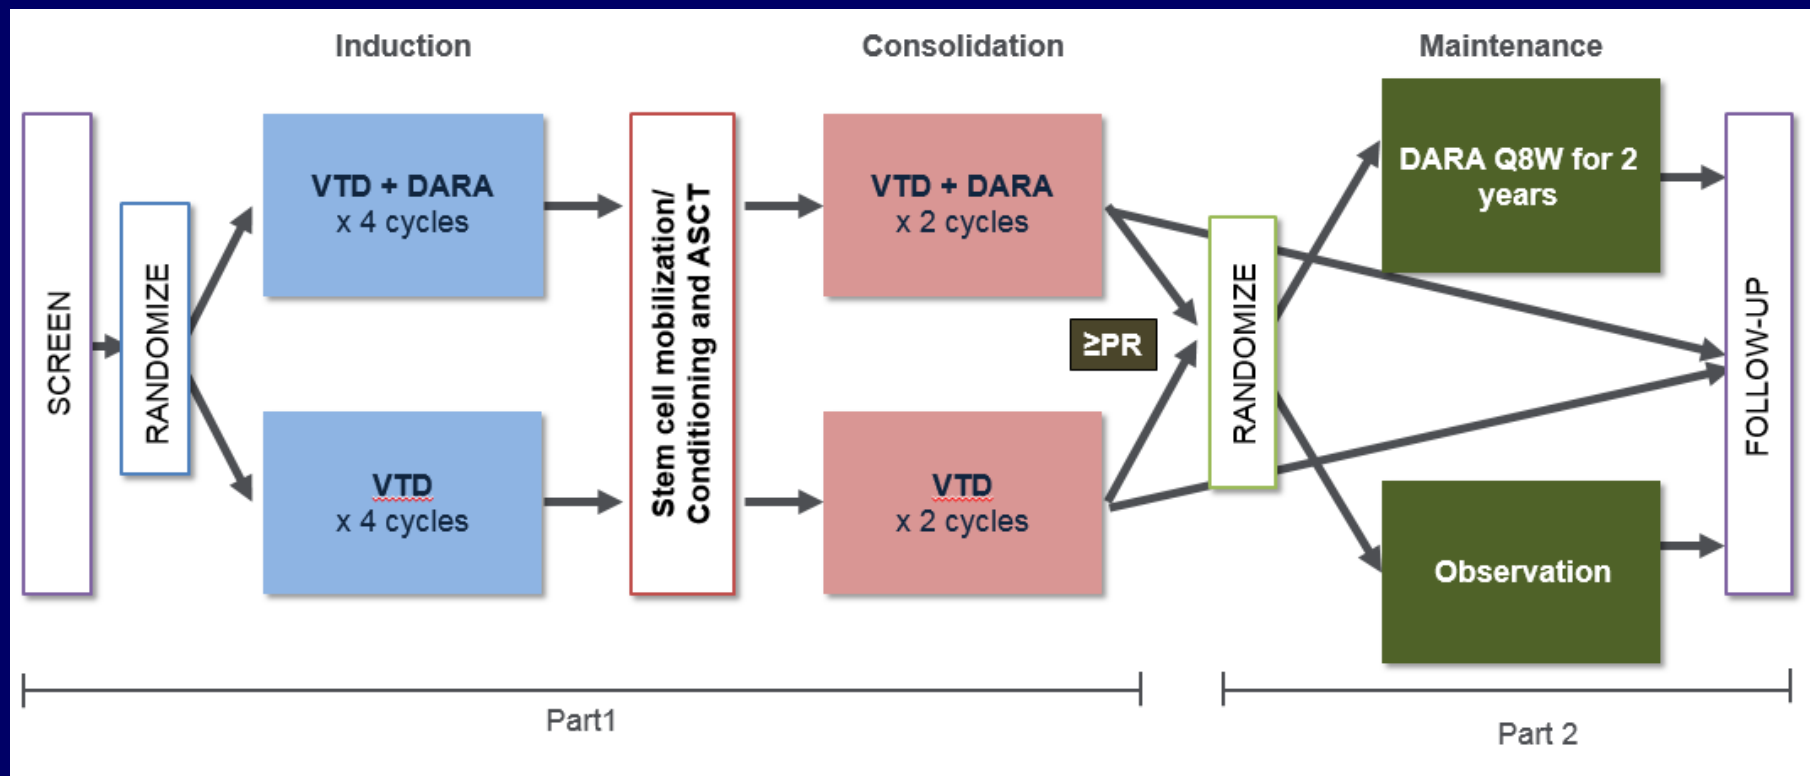 Induction
Consolidation
Maintenance
SCREEN
RANDOMIZE
VTD + DARA
x 4 cycles
VTD
x 4 cycles
Stem cell mobilization/
Conditioning and ASCT
VTD + DARA
x 2 cycles
VTD
x 2 cycles
≥PR
RANDOMIZE
DARA Q8W for 2
years
Observation
FOLLOW-UP
Part1
Part 2